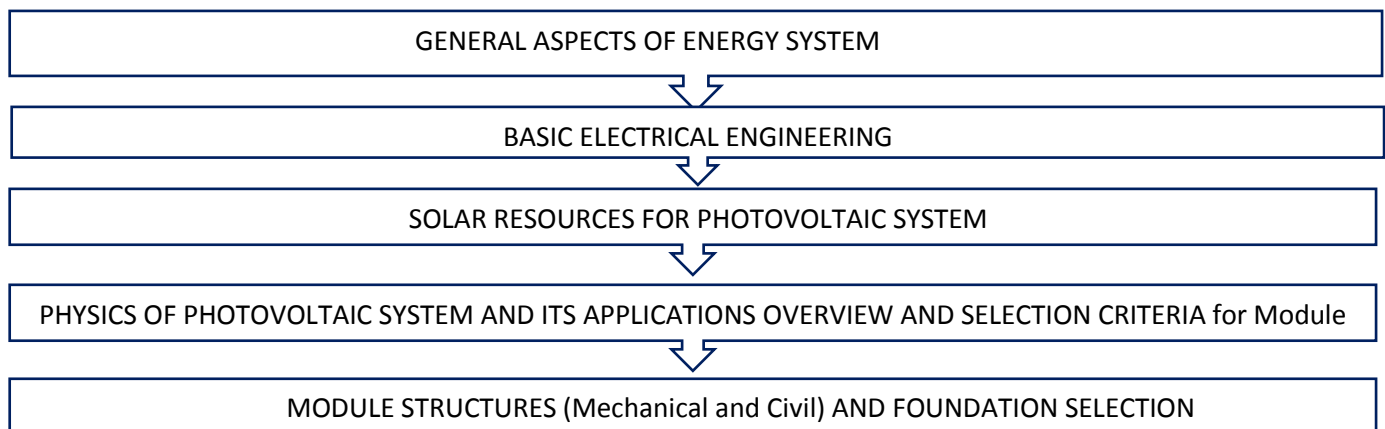 GENERAL ASPECTS OF ENERGY SYSTEM
BASIC ELECTRICAL ENGINEERING
SOLAR RESOURCES FOR PHOTOVOLTAIC SYSTEM
PHYSICS OF PHOTOVOLTAIC SYSTEM AND ITS APPLICATIONS OVERVIEW AND SELECTION CRITERIA for Module
MODULE STRUCTURES (Mechanical and Civil) AND FOUNDATION SELECTION